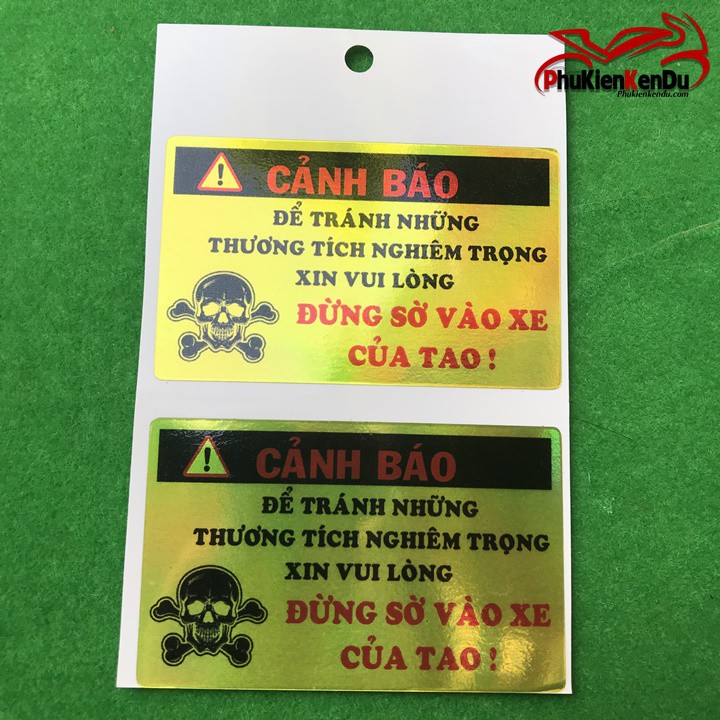 PhuKienKenDu
Phukienkendu.com
CẢNH BÁO
ĐỂ TRÁNH NHỮNG
THƯƠNG TÍCH NGHIÊM TRỌNG
XIN VUI LÒNG
ĐỪNG SỜ VÀO XE
CỦA TAO !
CẢNH BÁO
ĐỂ TRÁNH NHỮNG
THƯƠNG TÍCH NGHIÊM TRỌNG
XIN VUI LÒNG
ĐỪNG SỜ VÀO XE
CỦA TAO !